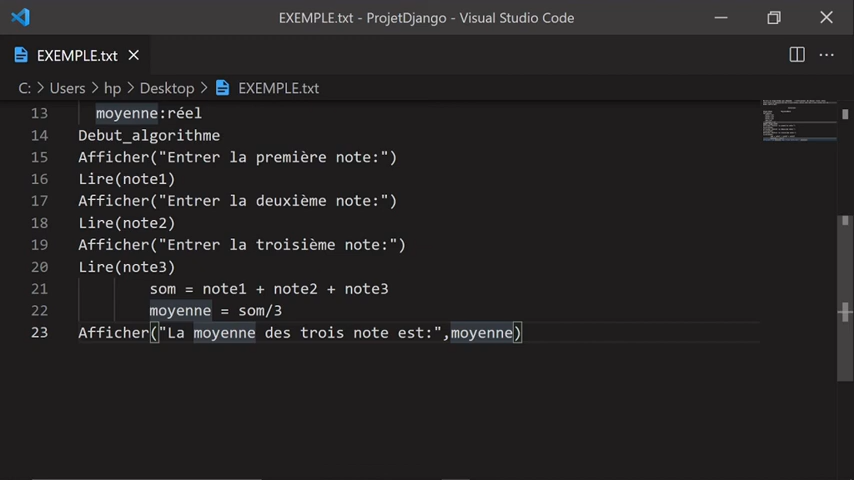 EXEMPLE.txt - ProjetDjango - Visual Studio Code
EXEMPLE.txt
C: > Users > hp > Desktop > EXEMPLE.txt
13 moyenne:réel
14 Debut_algorithme
15 Afficher("Entrer la première note:")
16 Lire(note1)
17 Afficher("Entrer la deuxième note:")
18 Lire(note2)
19 Afficher("Entrer la troisième note:")
20 Lire(note3)
21 som = note1 + note2 + note3
22 moyenne = som/3
23 Afficher("La moyenne des trois note est:",moyenne)